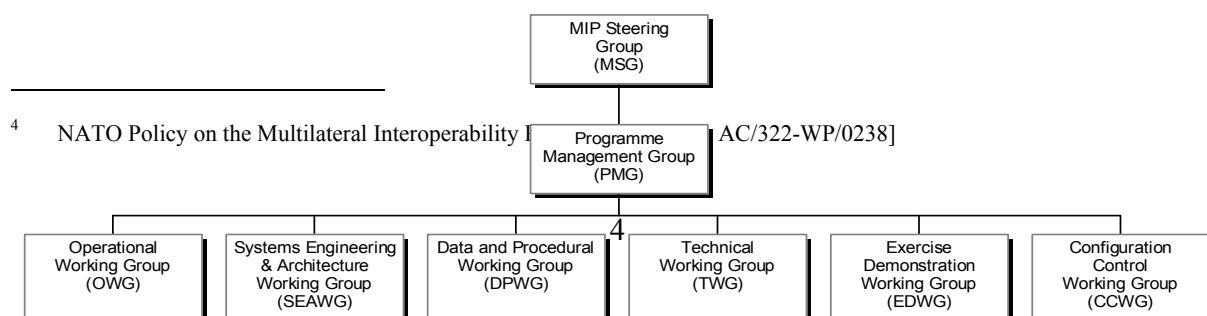 MIP Steering
Group
(MSG)
4 NATO Policy on the Multilateral Interoperability AC/322-WP/0238]
Programme
Management Group
(PMG)
4
Operational
Working Group
(OWG)
Systems Engineering
& Architecture
Working Group
(SEAWG)
Data and Procedural
Working Group
(DPWG)
Technical
Working Group
(TWG)
Exercise
Demonstration
Working Group
(EDWG)
Configuration
Control
Working Group
(CCWG)